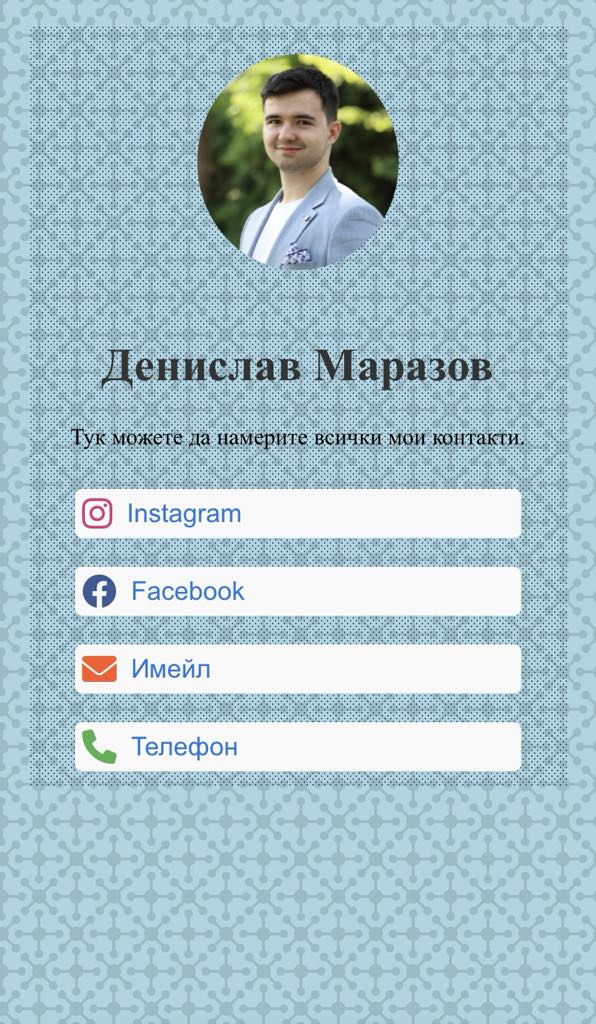 Денислав Маразов
Тук можете да намерите всички мои контакти.
Instagram
Facebook
Имейл
Телефон